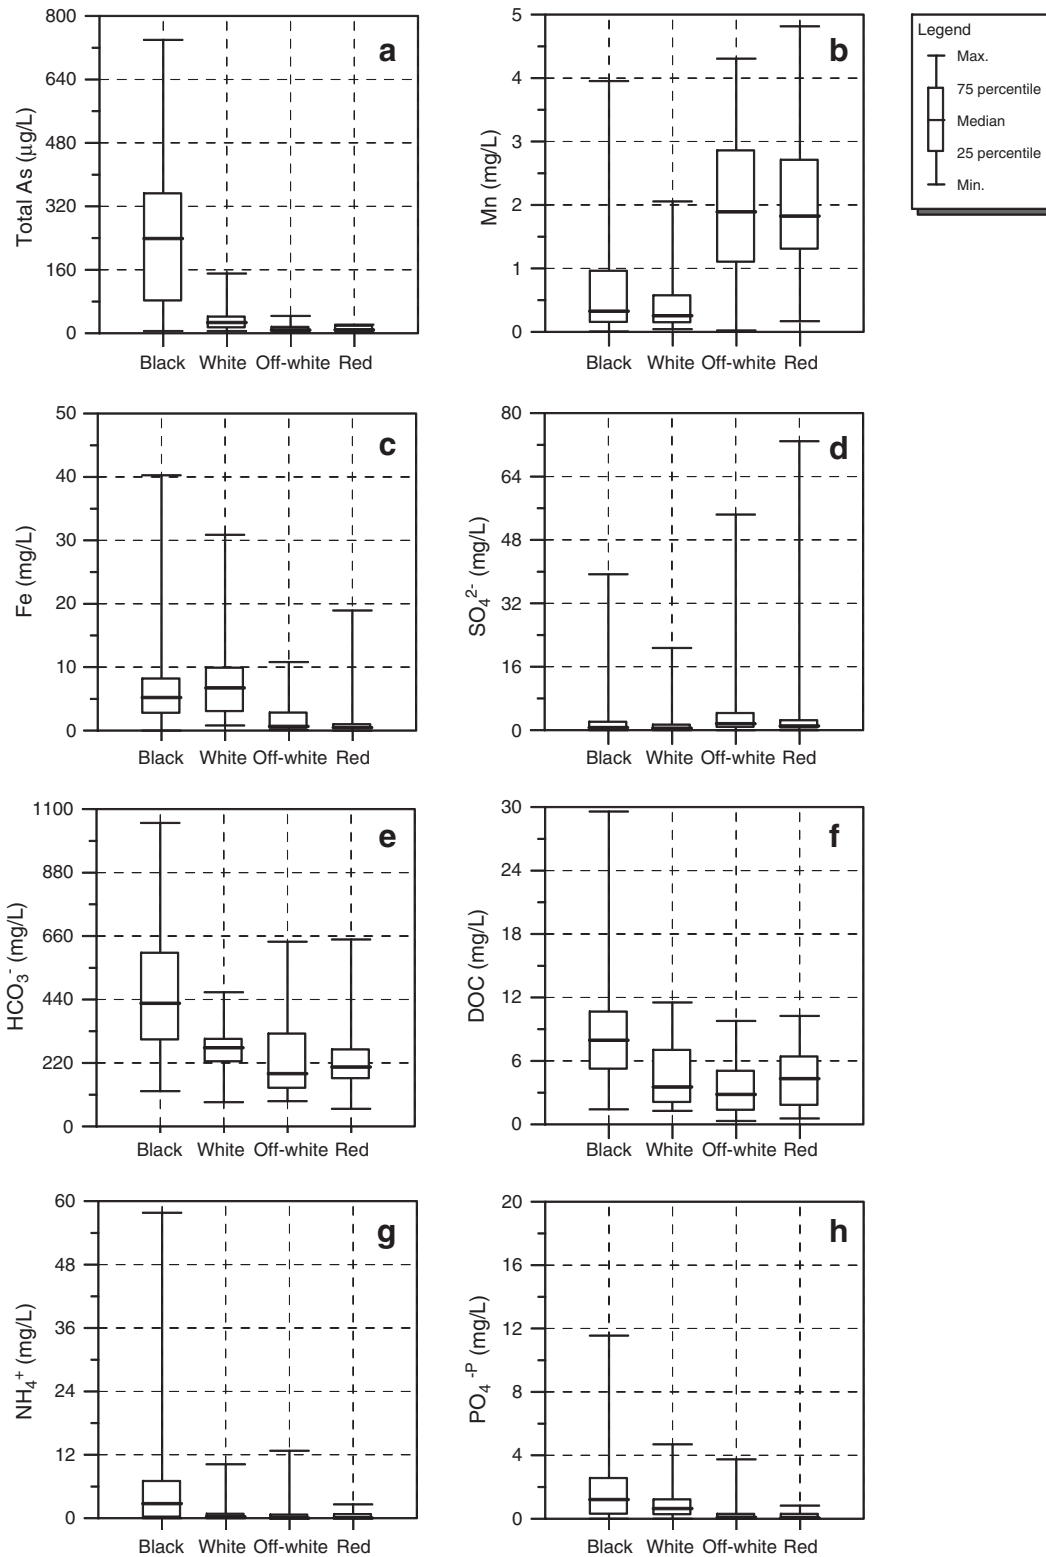 a
Total As (µg/L)
800
640
480
320
160
0
Black White Off-white Red
b
Mn (mg/L)
5
4
3
2
1
0
Black White Off-white Red
Legend
Max.
75 percentile
Median
25 percentile
Min.
c
Fe (mg/L)
50
40
30
20
10
0
Black White Off-white Red
d
SO₄²⁻ (mg/L)
80
64
48
32
16
0
Black White Off-white Red
e
HCO₃⁻ (mg/L)
1100
880
660
440
220
0
Black White Off-white Red
f
DOC (mg/L)
30
24
18
12
6
0
Black White Off-white Red
g
NH₄⁺ (mg/L)
60
48
36
24
12
0
Black White Off-white Red
h
PO₄⁻ᴾ (mg/L)
20
16
12
8
4
0
Black White Off-white Red